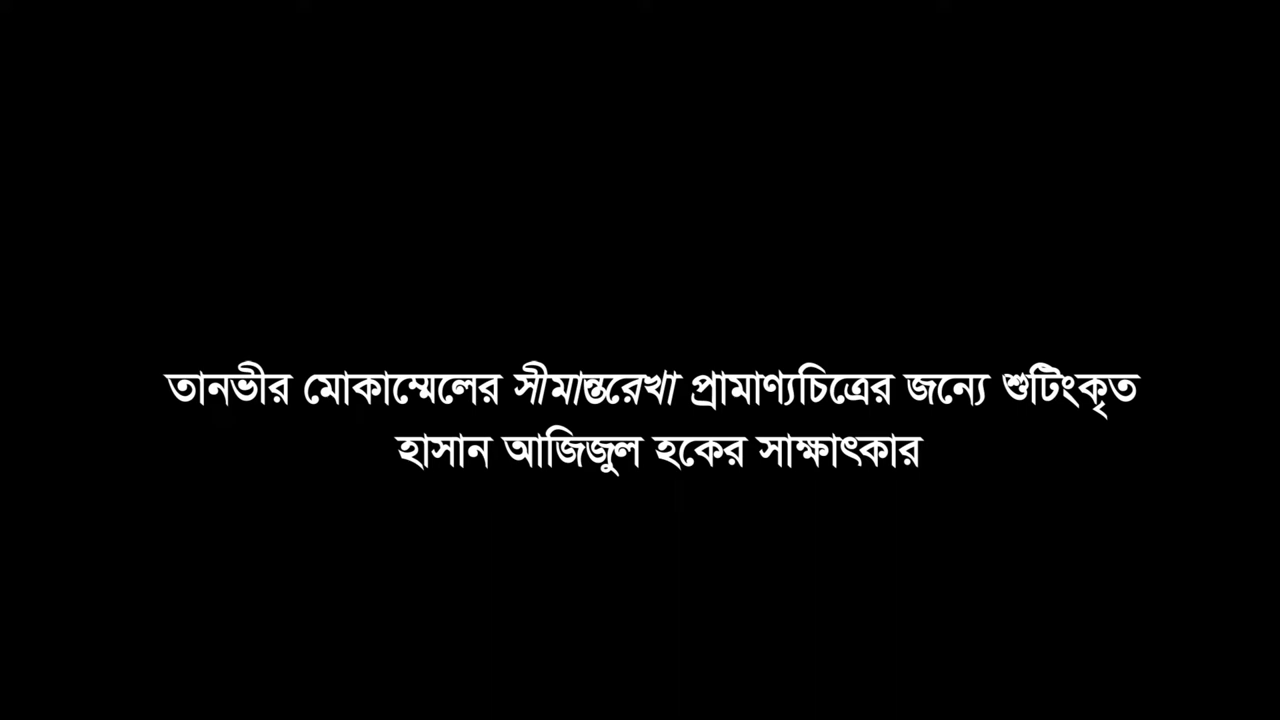 তানভীর মোকাম্মেলের সীমান্তরেখা প্রামাণ্যচিত্রের জন্যে শুটিংকৃত
হাসান আজিজুল হকের সাক্ষাৎকার